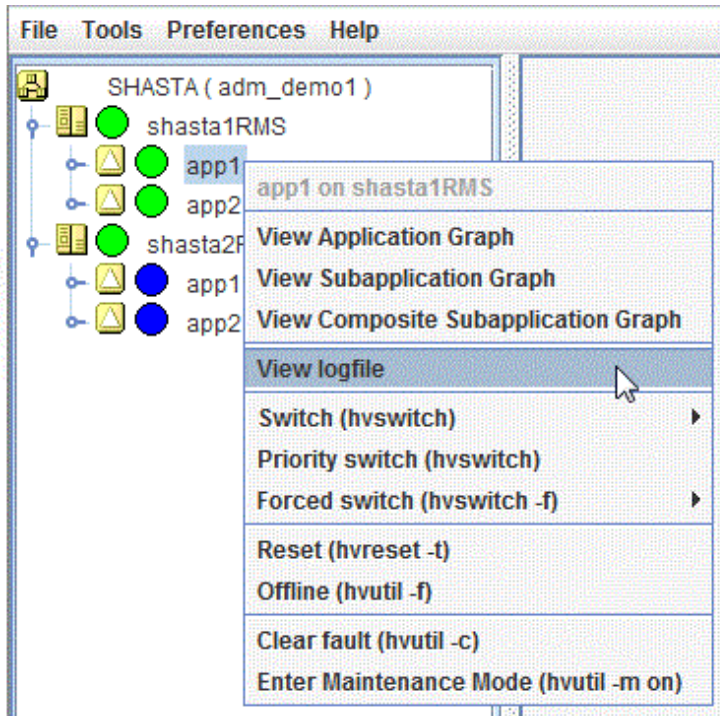 File Tools Preferences Help
SHASTA ( adm_demo1 )
shasta1RMS
app1
app2
shasta2
app1
app2
app1 on shasta1RMS
View Application Graph
View Subapplication Graph
View Composite Subapplication Graph
View logfile
Switch (hvswitch)
Priority switch (hvswitch)
Forced switch (hvswitch -f)
Reset (hvreset -t)
Offline (hvutil -f)
Clear fault (hvutil -c)
Enter Maintenance Mode (hvutil -m on)